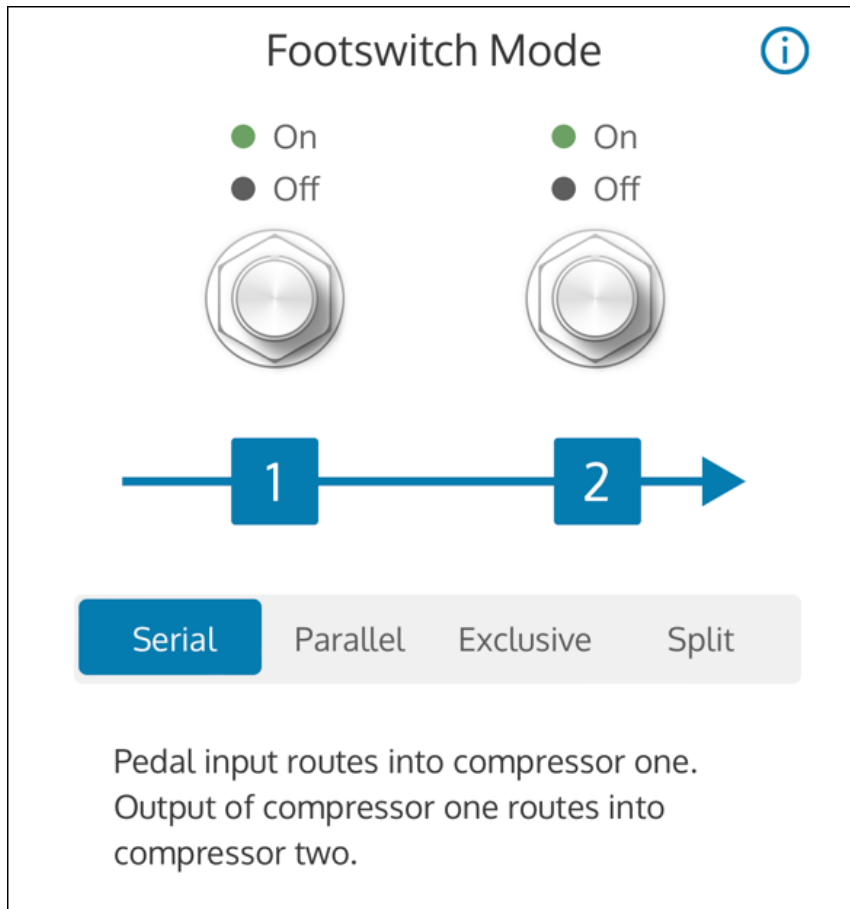 Footswitch Mode
On On
Off Off
1 2
Serial Parallel Exclusive Split
Pedal input routes into compressor one.
Output of compressor one routes into
compressor two.